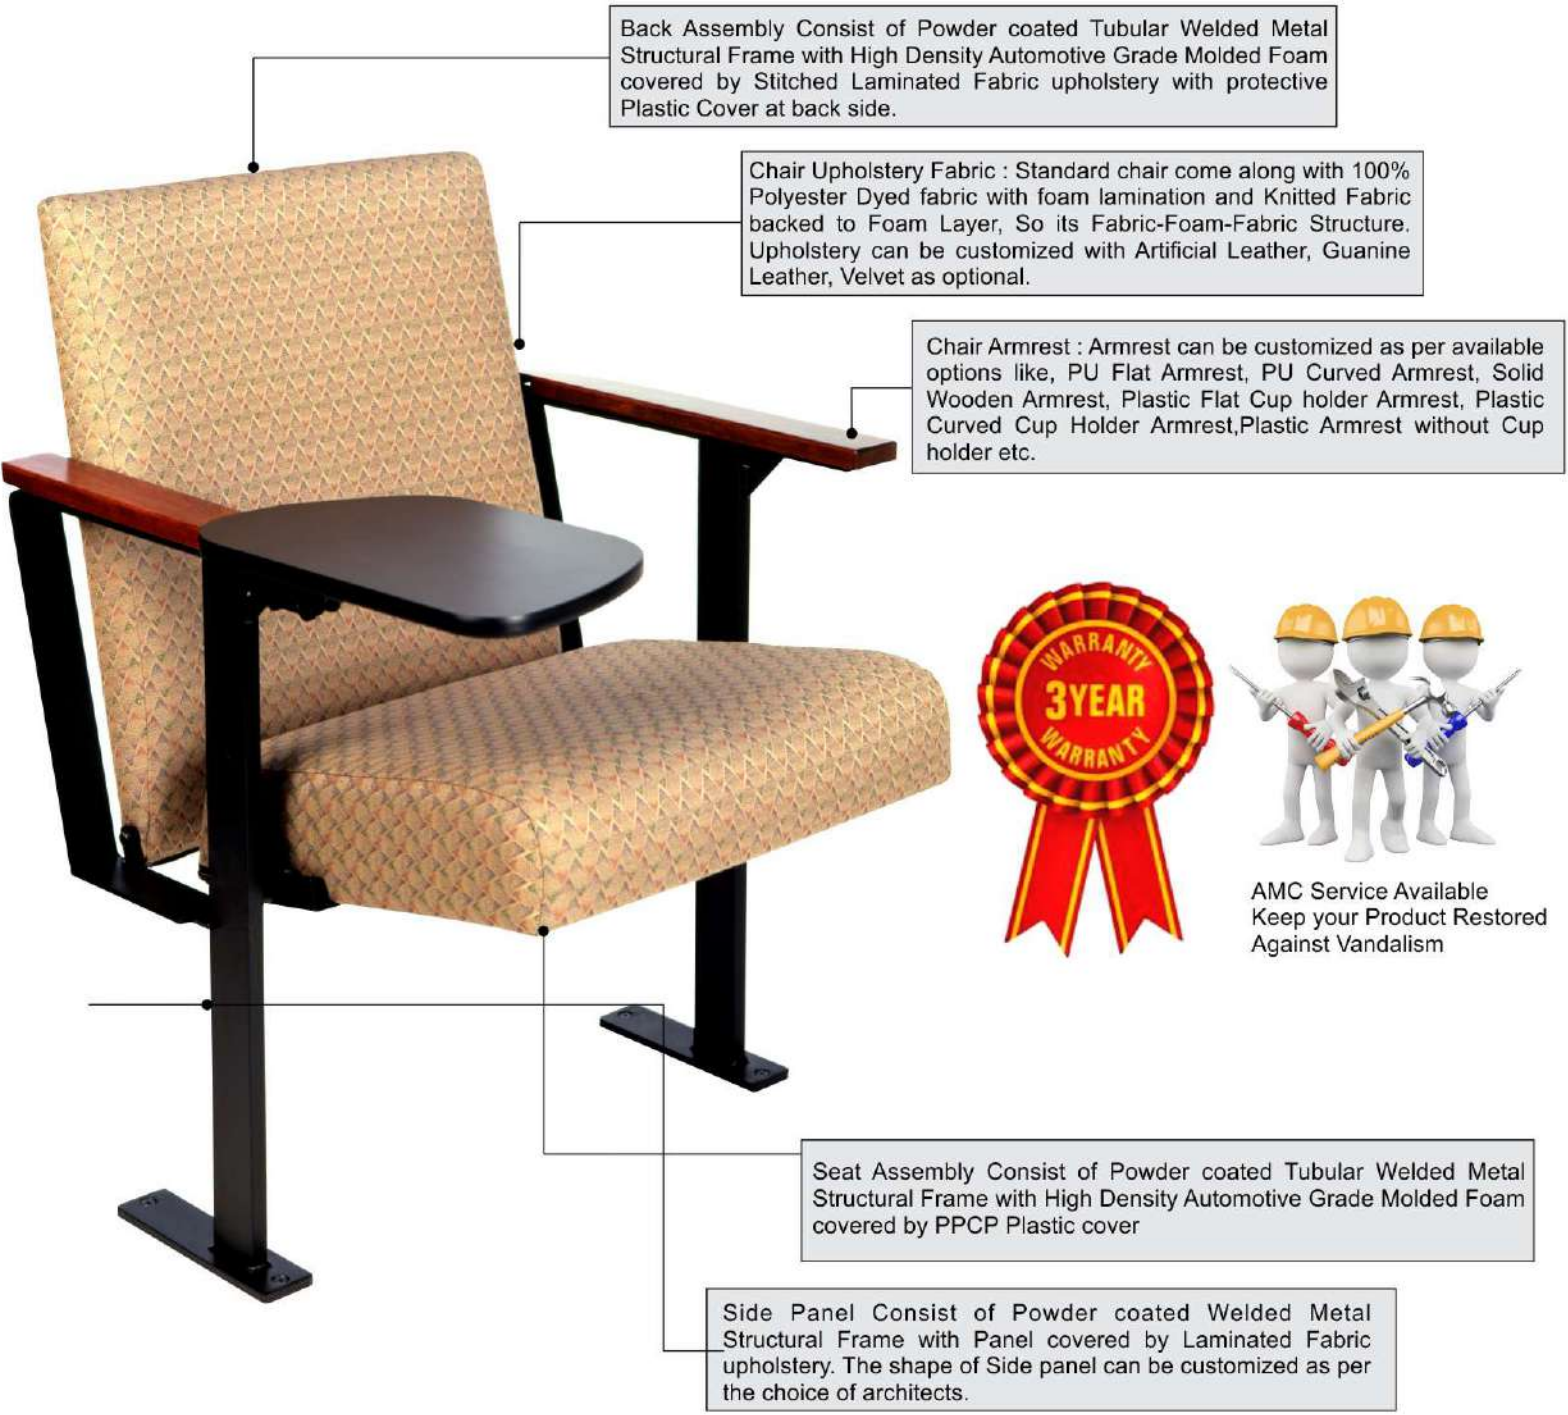 Back Assembly Consist of Powder coated Tubular Welded Metal
Structural Frame with High Density Automotive Grade Molded Foam
covered by Stitched Laminated Fabric upholstery with protective
Plastic Cover at back side.
Chair Upholstery Fabric : Standard chair come along with 100%
Polyester Dyed fabric with foam lamination and Knitted Fabric
backed to Foam Layer, So its Fabric-Foam-Fabric Structure.
Upholstery can be customized with Artificial Leather, Guanine
Leather, Velvet as optional.
Chair Armrest : Armrest can be customized as per available
options like, PU Flat Armrest, PU Curved Armrest, Solid
Wooden Armrest, Plastic Flat Cup holder Armrest, Plastic
Curved Cup Holder Armrest,Plastic Armrest without Cup
holder etc.
WARRANTY
3 YEAR
WARRANTY
AMC Service Available
Keep your Product Restored
Against Vandalism
Seat Assembly Consist of Powder coated Tubular Welded Metal
Structural Frame with High Density Automotive Grade Molded Foam
covered by PPCP Plastic cover
Side Panel Consist of Powder coated Welded Metal
Structural Frame with Panel covered by Laminated Fabric
upholstery. The shape of Side panel can be customized as per
the choice of architects.